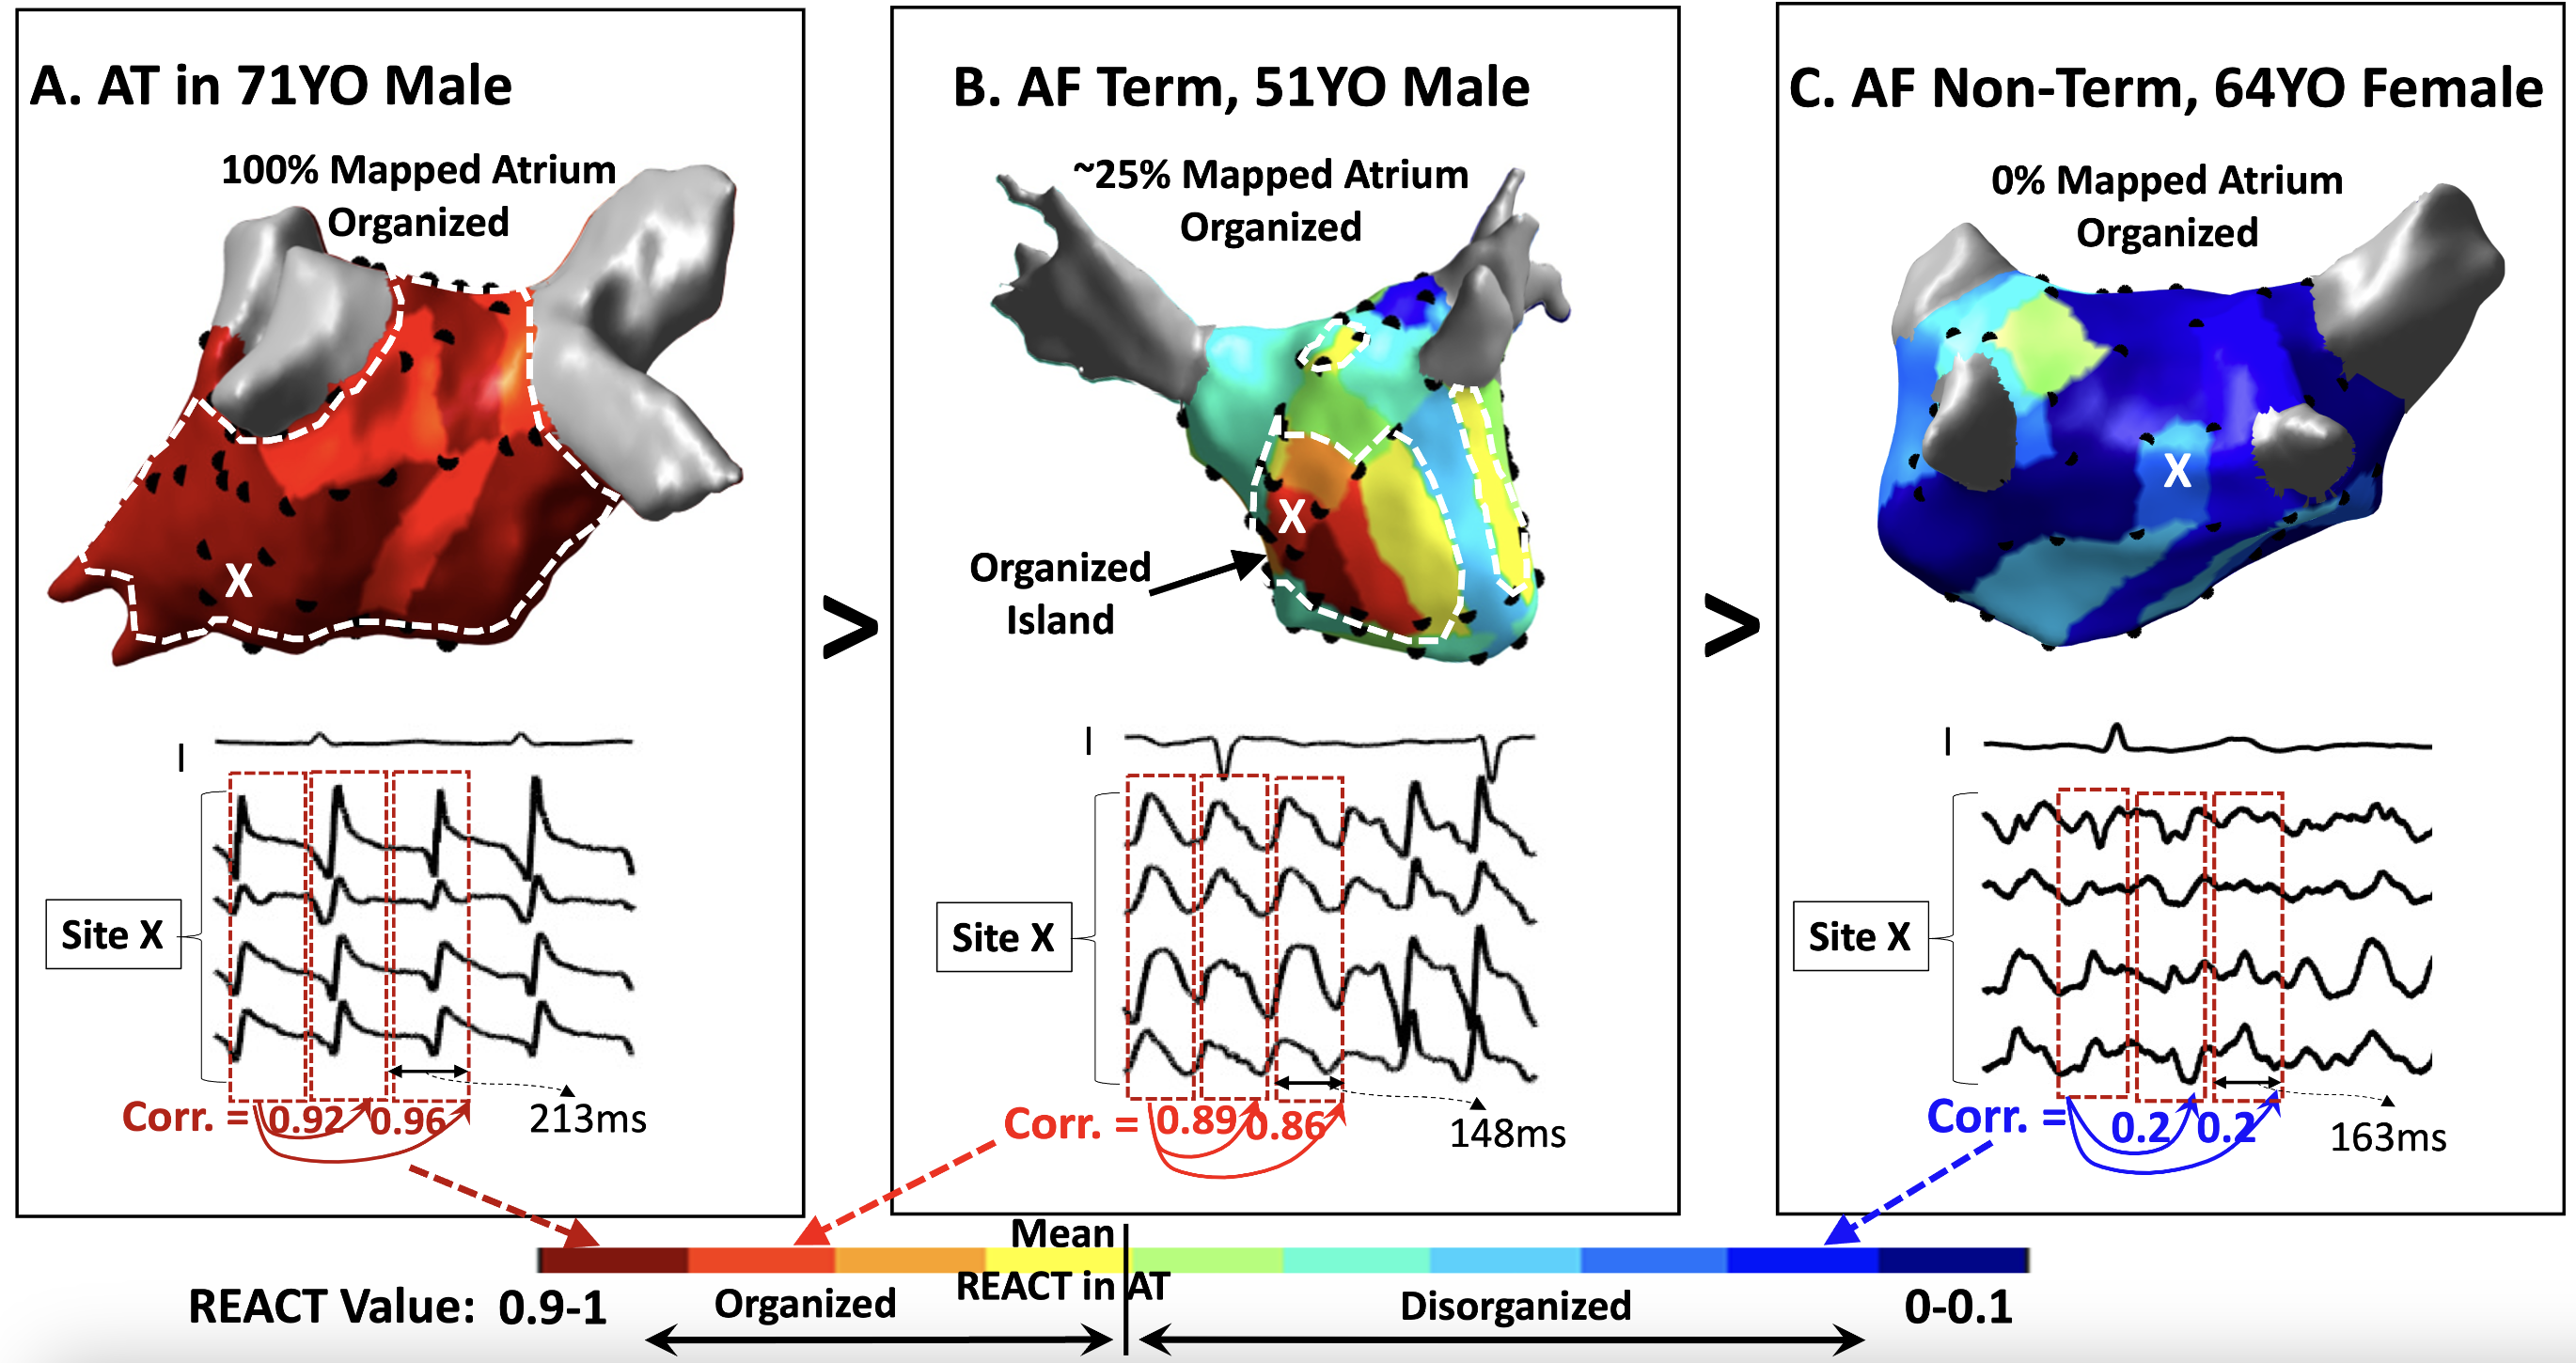 A. AT in 71YO Male
100% Mapped Atrium
Organized
X
I
Site X
Corr. = 0.92 0.96
213ms
>
B. AF Term, 51YO Male
~25% Mapped Atrium
Organized
X
Organized
Island
I
Site X
Corr. = 0.89 0.86
148ms
>
C. AF Non-Term, 64YO Female
0% Mapped Atrium
Organized
X
I
Site X
Corr. = 0.2 0.2
163ms
Mean
REACT in AT
REACT Value: 0.9-1
Organized
Disorganized
0-0.1